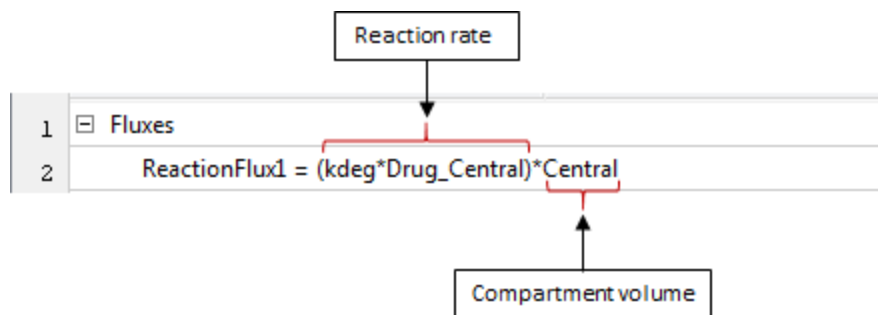 Reaction rate
1 Fluxes
2 ReactionFlux1 = (kdeg*Drug_Central)*Central
Compartment volume